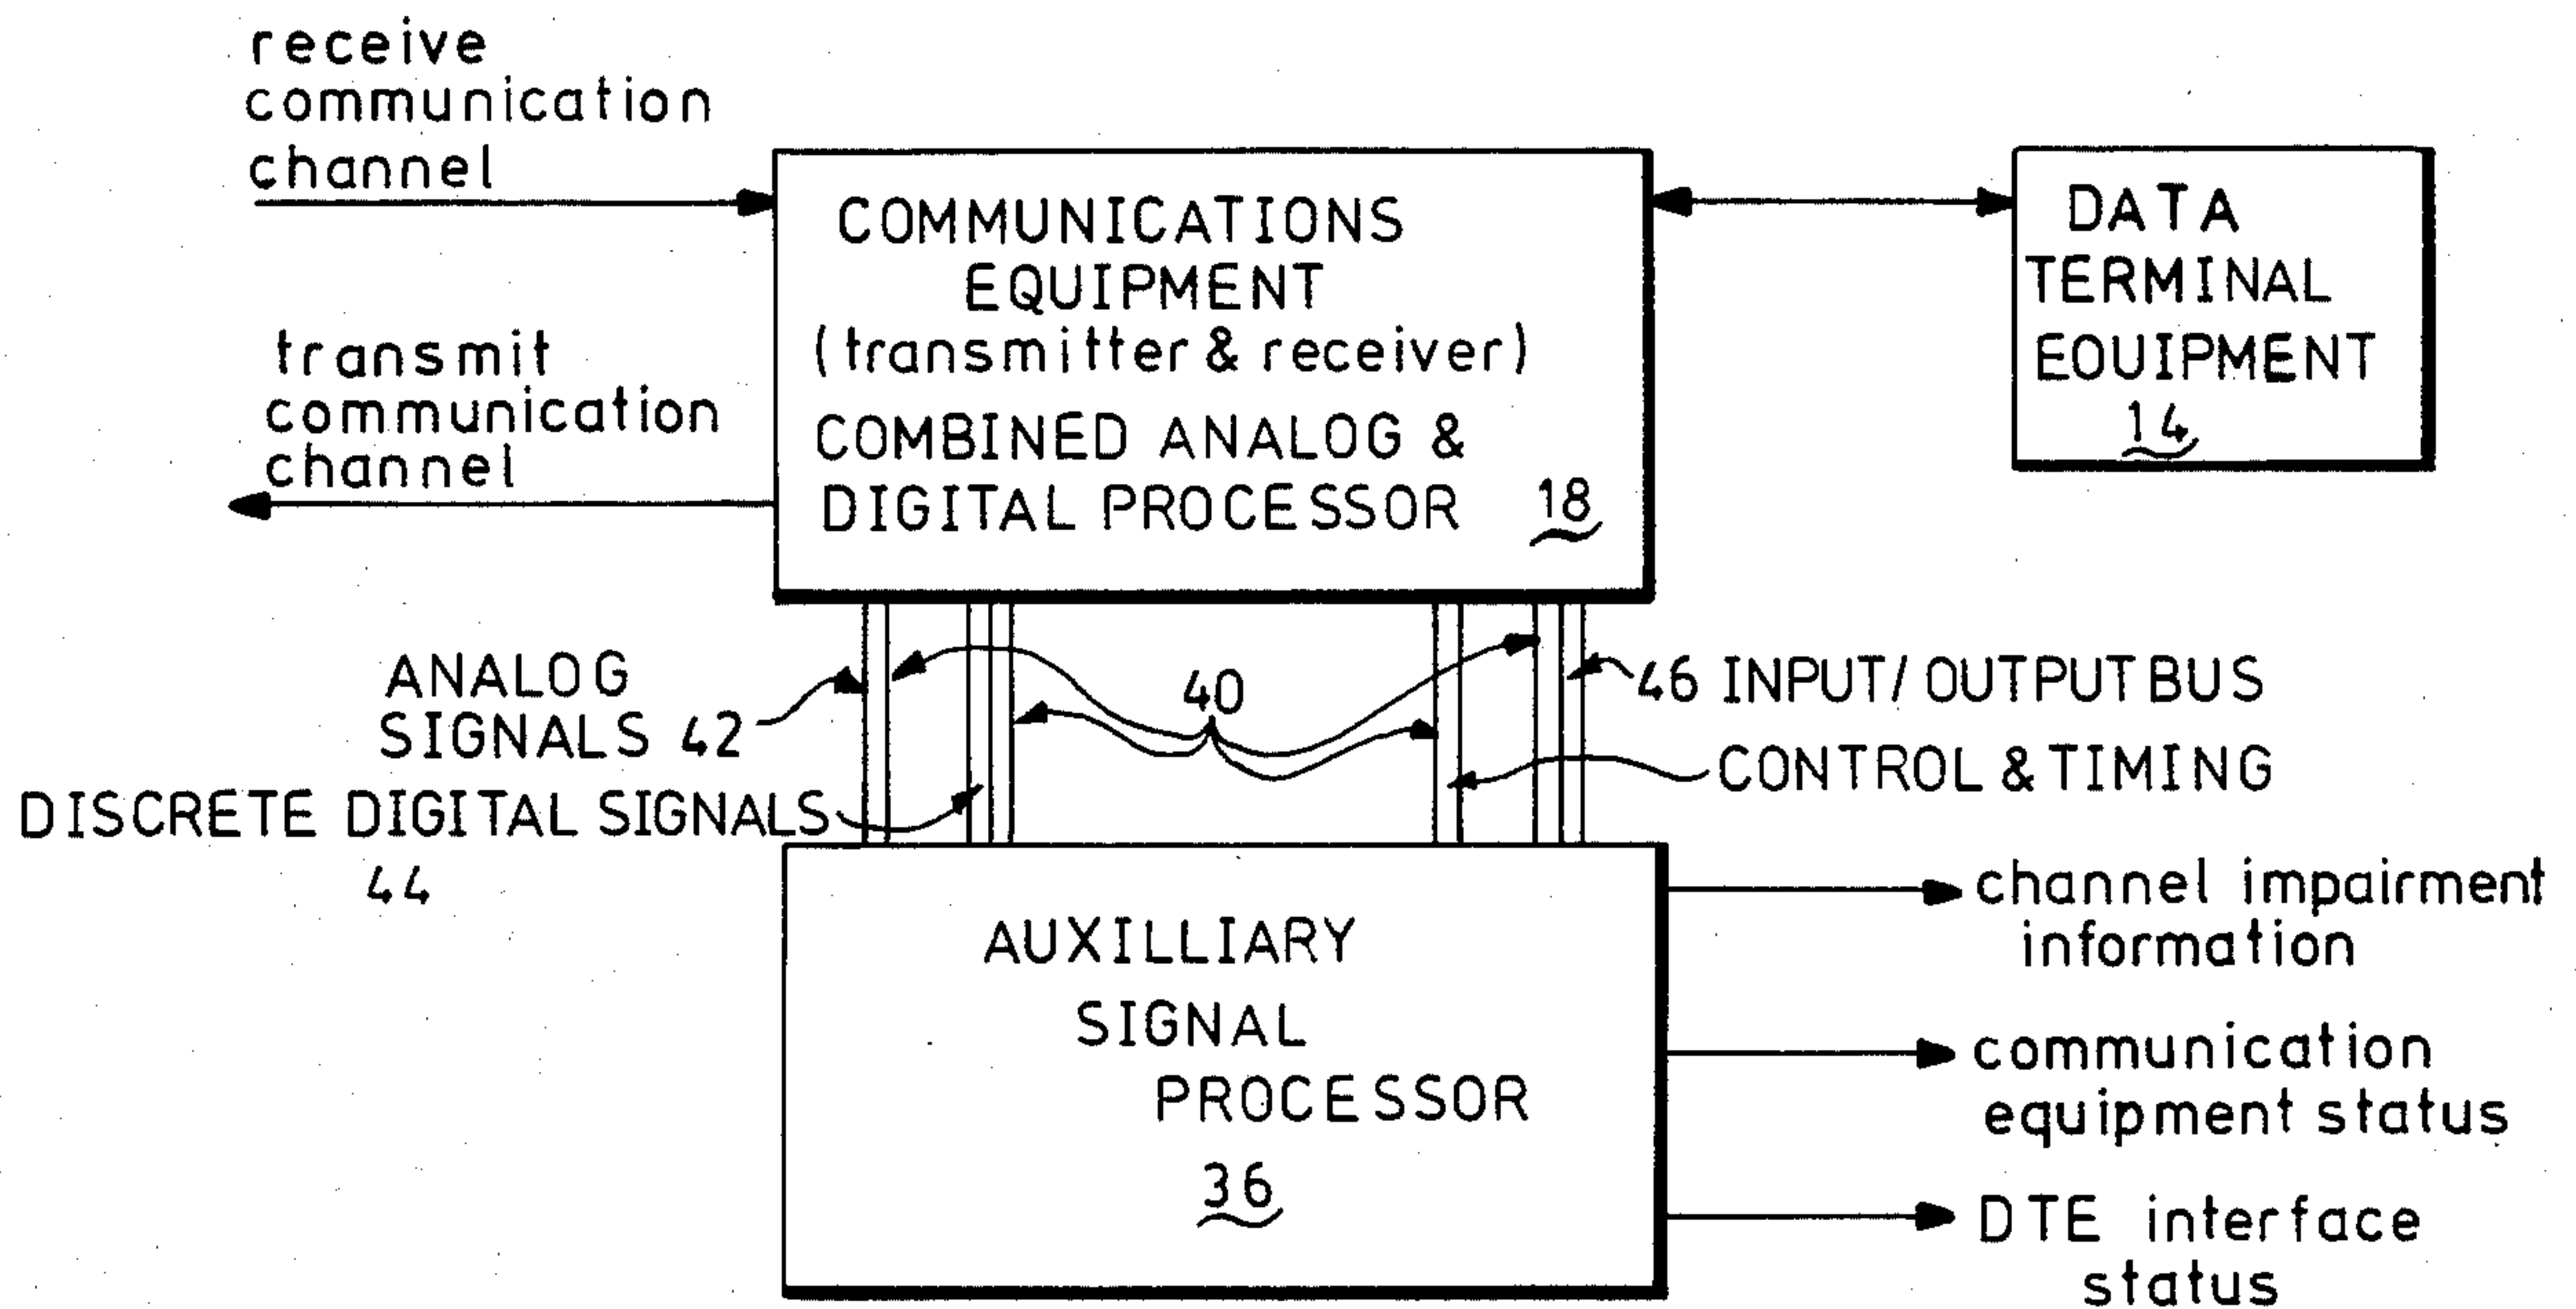 receive
communication
channel
transmit
communication
channel
COMMUNICATIONS
EQUIPMENT
(transmitter & receiver)
COMBINED ANALOG &
DIGITAL PROCESSOR 18
DATA
TERMINAL
EOUIPMENT
14
ANALOG
SIGNALS 42
DISCRETE DIGITAL SIGNALS
44
40
46 INPUT/OUTPUT BUS
CONTROL & TIMING
AUXILLIARY
SIGNAL
PROCESSOR
36
channel impairment
information
communication
equipment status
DTE interface
status